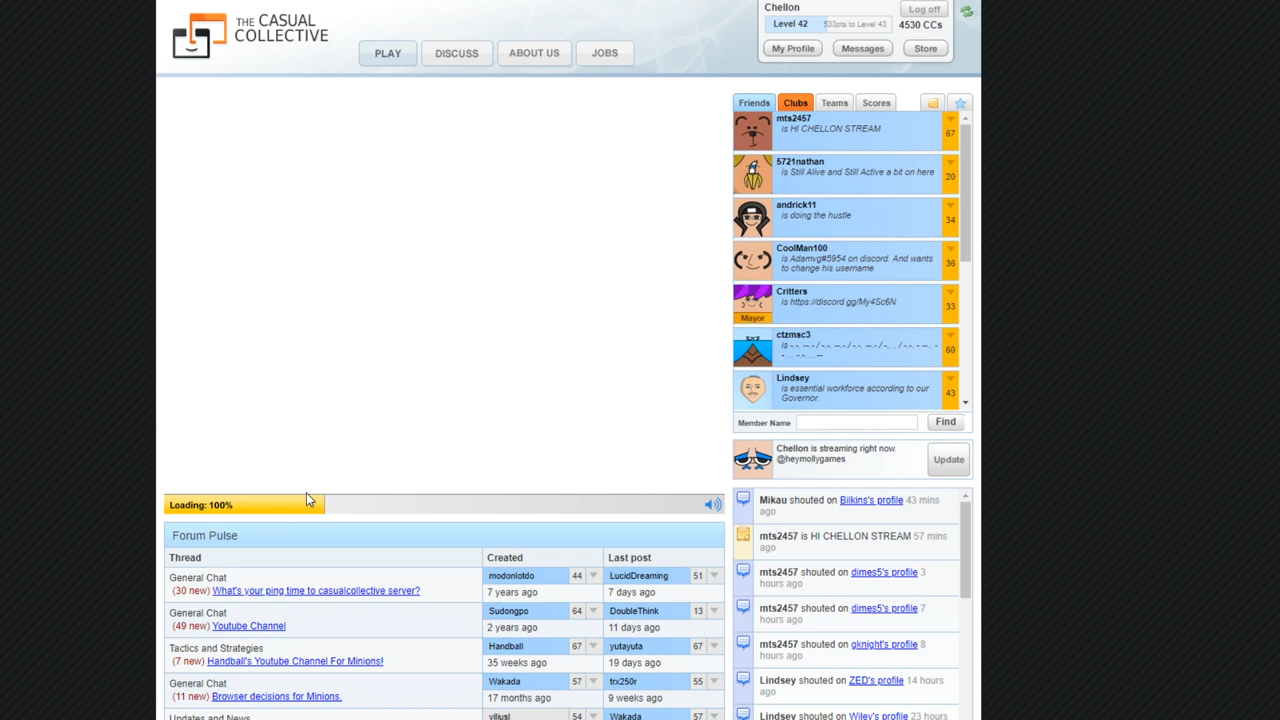 THE CASUAL
COLLECTIVE
PLAY
DISCUSS
ABOUT US
JOBS
Chellon
Log off
Level 42
533pts to Level 43
4530 CCs
My Profile
Messages
Store
Friends
Clubs
Teams
Scores
mts2457
is HI CHELLON STREAM
67
5721nathan
is Still Alive and Still Active a bit on here
20
andrick11
is doing the hustle
34
CoolMan100
is Adamvg#5954 on discord. And wants
to change his username
36
Critters
is https://discord.gg/My4Sc6N
33
Mayor
ctzmsc3
60
Lindsey
is essential workforce according to our
Governor.
43
Member Name
Find
Chellon is streaming right now.
@heymollygames
Update
Loading: 100%
Forum Pulse
Thread Created Last post
General Chat
(30 new) What's your ping time to casualcollective server?
modonlotdo 44
7 years ago
LucidDreaming 51
7 days ago
General Chat
(49 new) Youtube Channel
Sudongpo 64
2 years ago
DoubleThink 13
11 days ago
Tactics and Strategies
(7 new) Handball's Youtube Channel For Minions!
Handball 67
35 weeks ago
yutayuta 67
19 days ago
General Chat
(11 new) Browser decisions for Minions.
Wakada 57
17 months ago
trx250r 55
9 weeks ago
Updates and News
54
Wakada 57
Mikau shouted on Bilkins's profile 43 mins
ago
mts2457 is HI CHELLON STREAM 57 mins
ago
mts2457 shouted on dimes5's profile 3
hours ago
mts2457 shouted on dimes5's profile 7
hours ago
mts2457 shouted on gknight's profile 8
hours ago
Lindsey shouted on ZED's profile 14 hours
ago
Lindsey shouted on Wiley's profile 23 hours